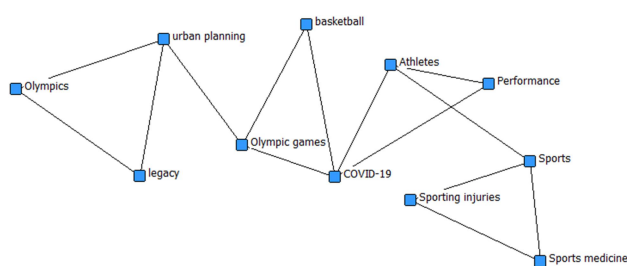 basketball
urban planning
Athletes
Performance
Olympics
Olympic games
Sports
legacy
COVID-19
Sporting injuries
Sports medicine